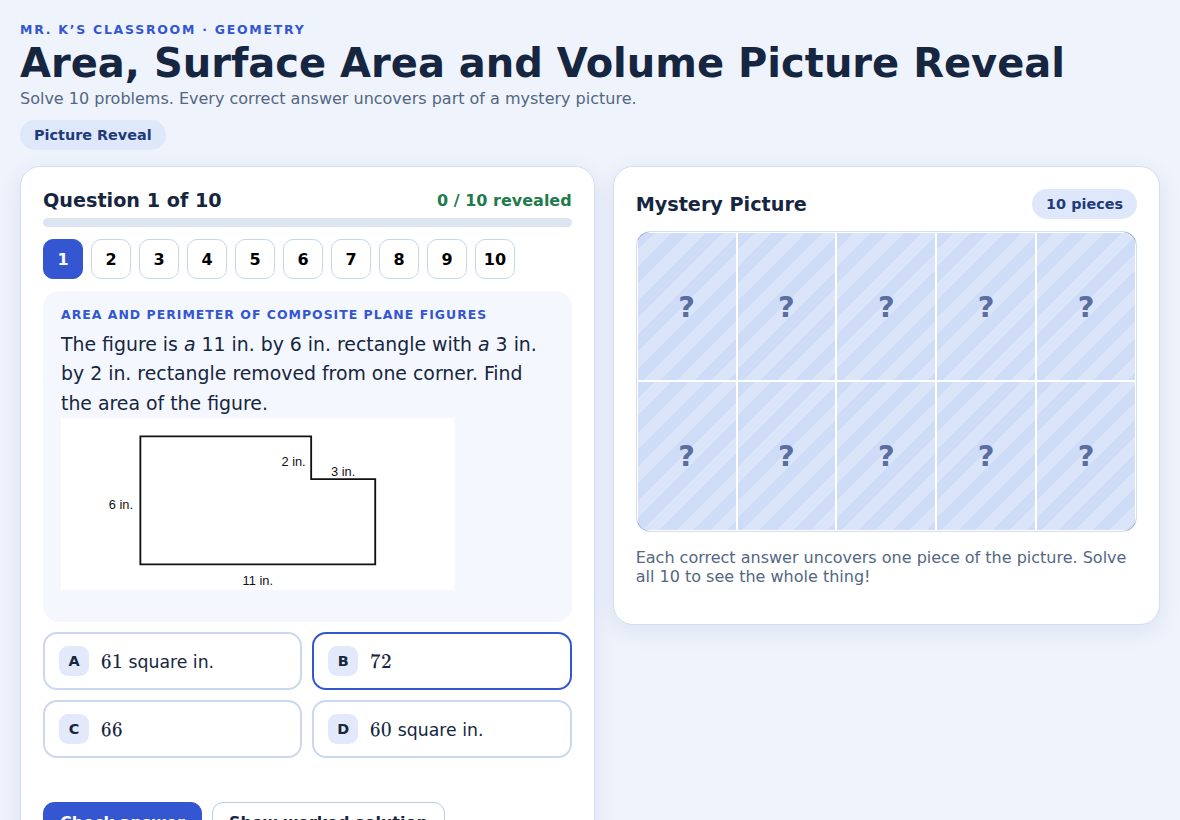 MR. K’S CLASSROOM · GEOMETRY
Area, Surface Area and Volume Picture Reveal
Solve 10 problems. Every correct answer uncovers part of a mystery picture.
Picture Reveal
Question 1 of 10
0 / 10 revealed
1 2 3 4 5 6 7 8 9 10
AREA AND PERIMETER OF COMPOSITE PLANE FIGURES
The figure is a 11 in. by 6 in. rectangle with a 3 in.
by 2 in. rectangle removed from one corner. Find
the area of the figure.
2 in.
3 in.
6 in.
11 in.
A 61 square in.
B 72
C 66
D 60 square in.
Check answer
Show worked solution
Mystery Picture
10 pieces
? ? ? ? ?
? ? ? ? ?
Each correct answer uncovers one piece of the picture. Solve
all 10 to see the whole thing!